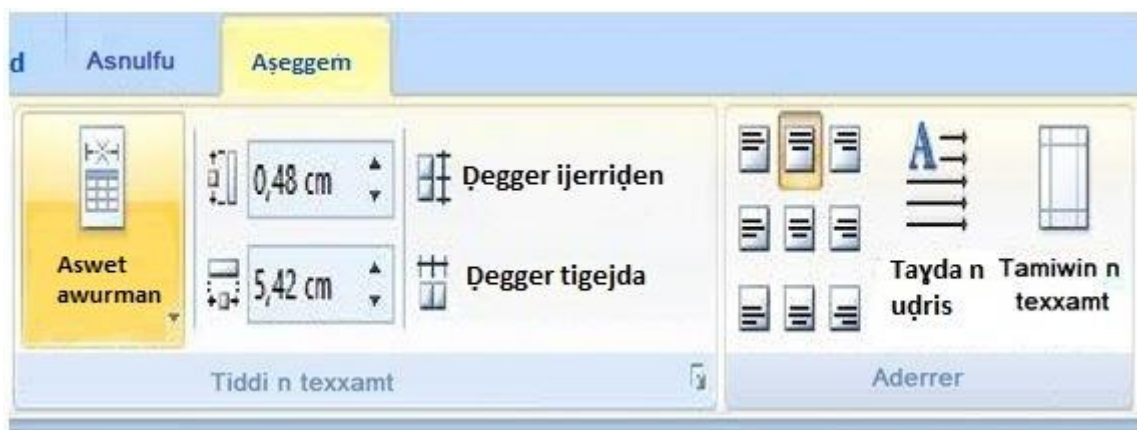 d Asnulfu Aṣeggem
0,48 cm Ḍegger ijerriḍen
Aswet
awurman
5,42 cm Ḍegger tigejda
Taɣda n
uḍris
Tamiwin n
texxamt
Tiddi n texxamt
Aderrer